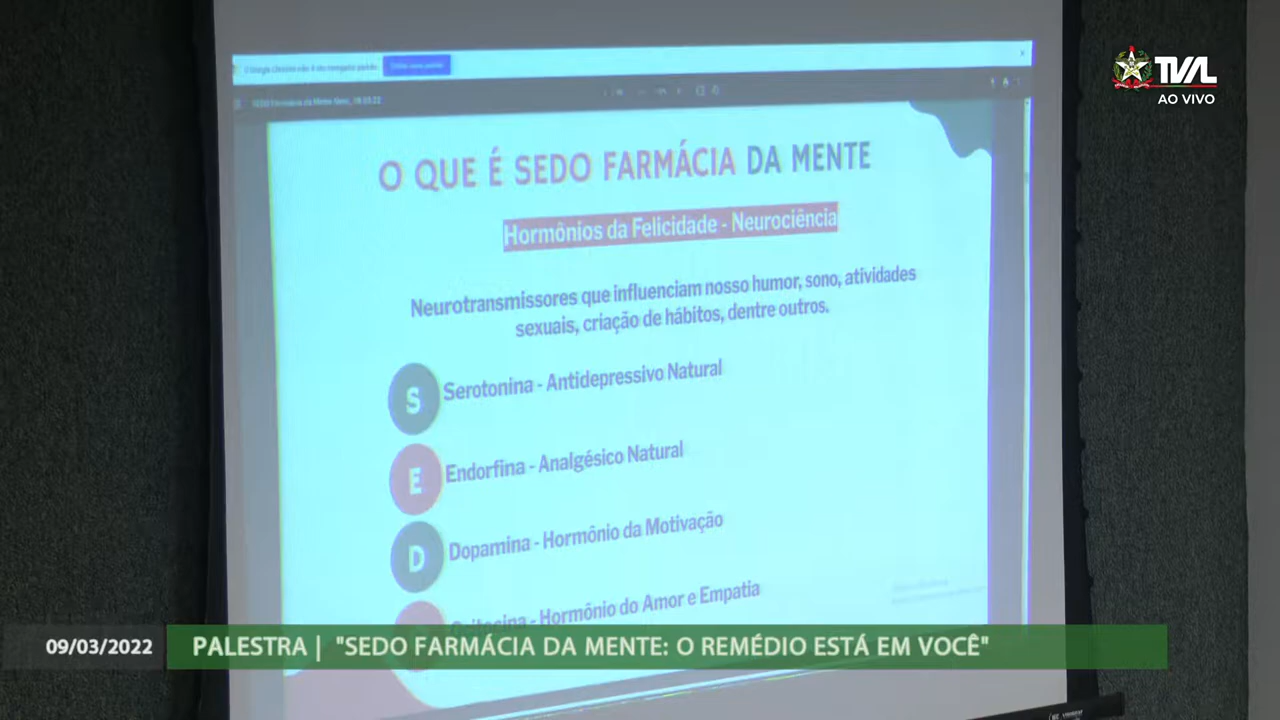 TVAL
AO VIVO
O QUE É SEDO FARMÁCIA DA MENTE
Hormônios da Felicidade - Neurociência
Neurotransmissores que influenciam nosso humor, sono, atividades
sexuais, criação de hábitos, dentre outros.
S Serotonina - Antidepressivo Natural
E Endorfina - Analgésico Natural
D Dopamina - Hormônio da Motivação
- Hormônio do Amor e Empatia
09/03/2022 PALESTRA | "SEDO FARMÁCIA DA MENTE: O REMÉDIO ESTÁ EM VOCÊ"